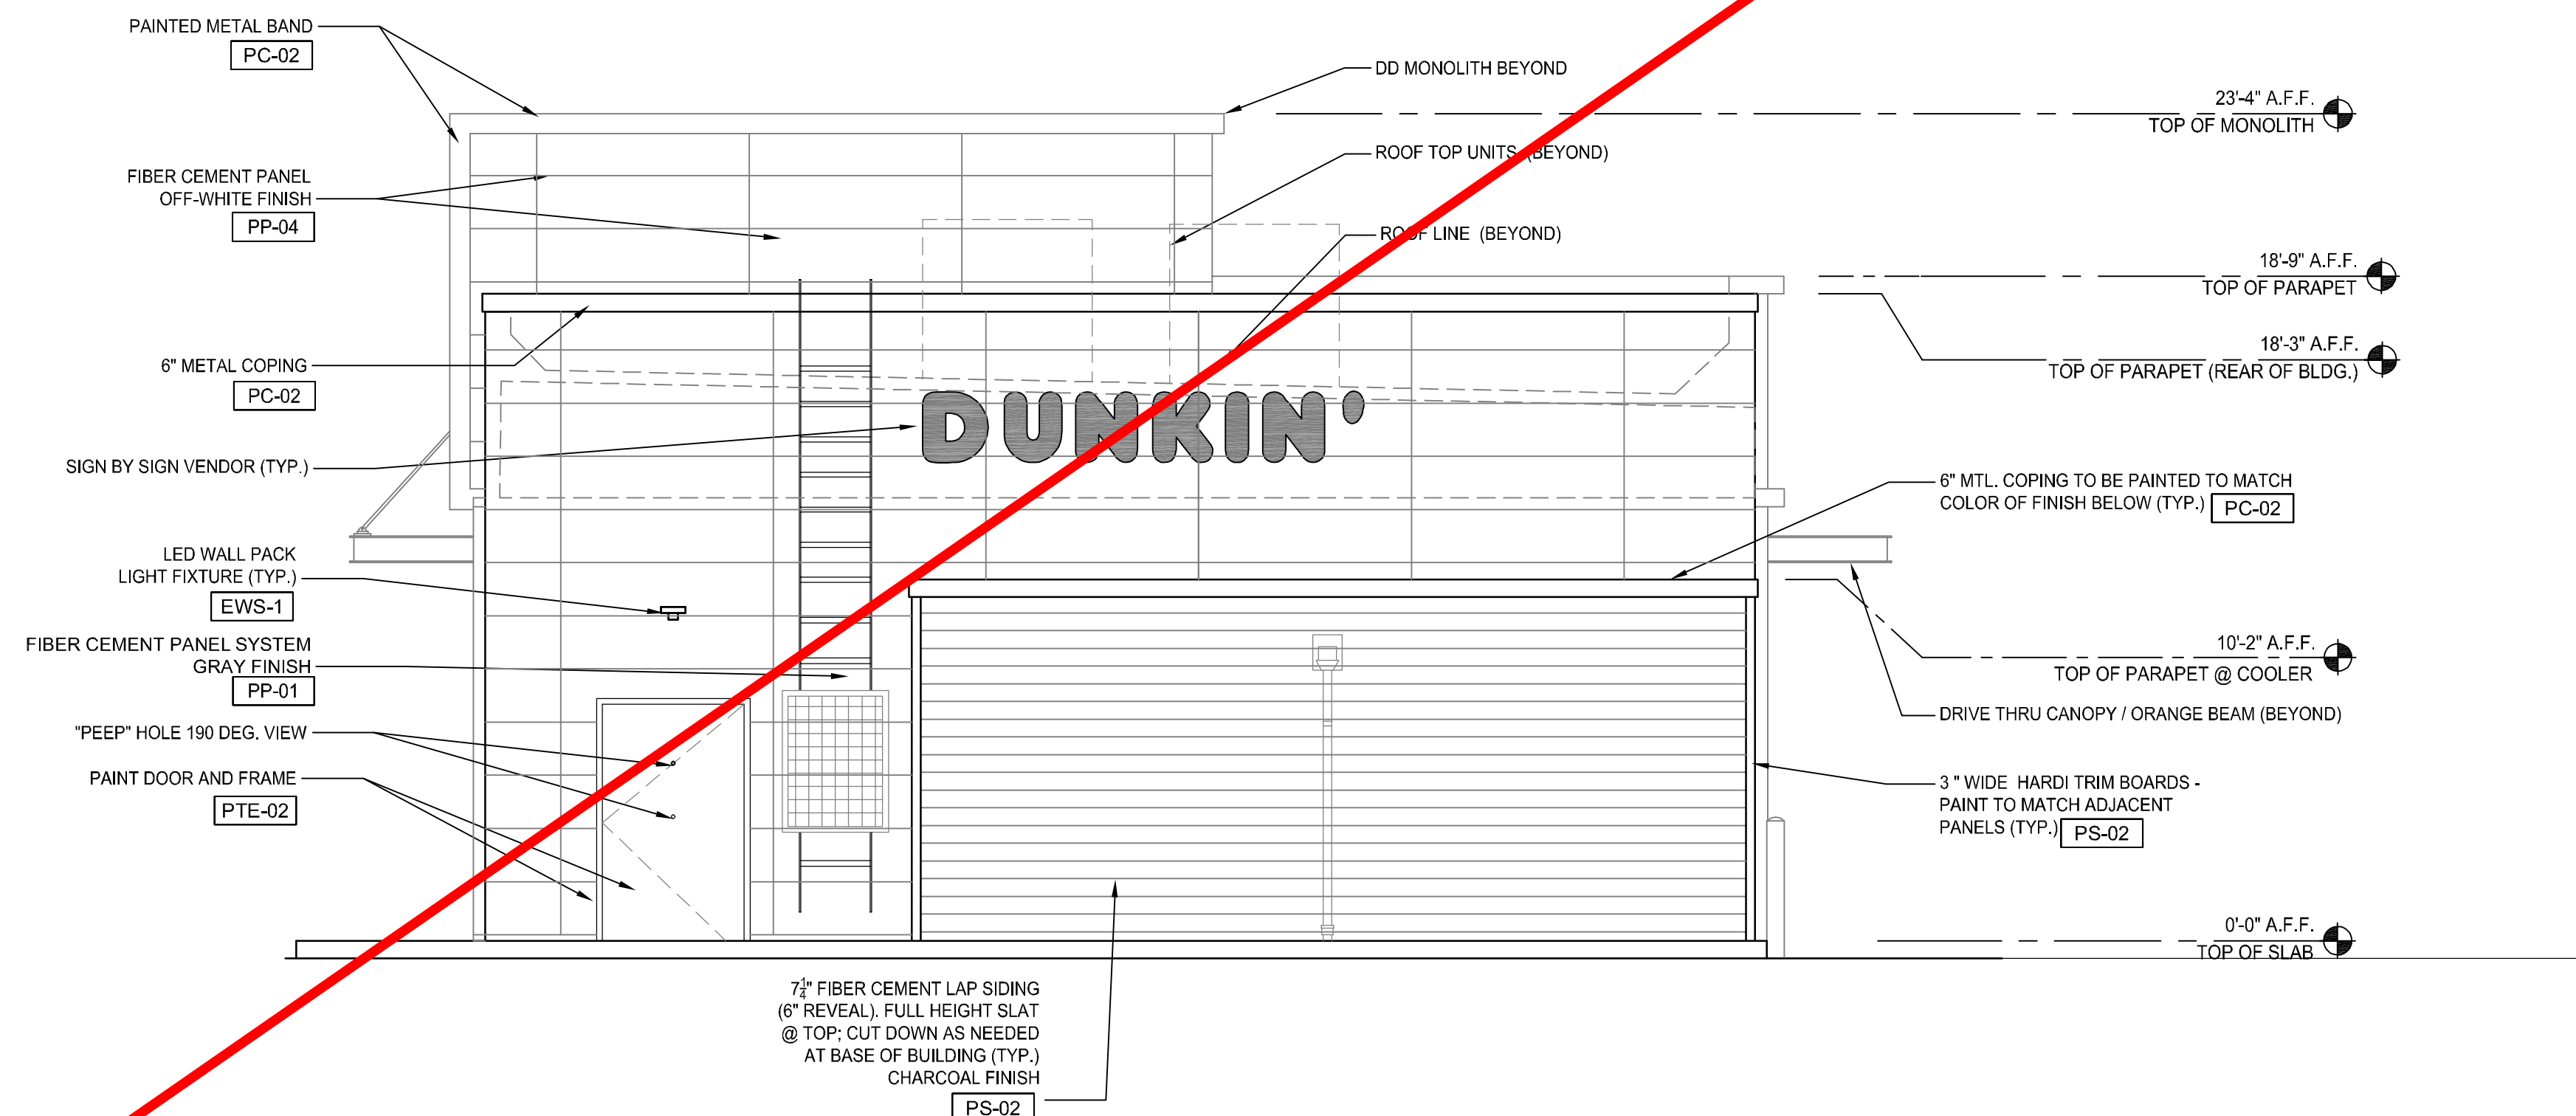 PAINTED METAL BAND
PC-02
FIBER CEMENT PANEL
OFF-WHITE FINISH
PP-04
6" METAL COPING
PC-02
SIGN BY SIGN VENDOR (TYP.)
LED WALL PACK
LIGHT FIXTURE (TYP.)
EWS-1
FIBER CEMENT PANEL SYSTEM
GRAY FINISH
PP-01
"PEEP" HOLE 190 DEG. VIEW
PAINT DOOR AND FRAME
PTE-02
DUNKIN'
7 1/4" FIBER CEMENT LAP SIDING
(6" REVEAL). FULL HEIGHT SLAT
@ TOP; CUT DOWN AS NEEDED
AT BASE OF BUILDING (TYP.)
CHARCOAL FINISH
PS-02
DD MONOLITH BEYOND
ROOF TOP UNITS (BEYOND)
ROOF LINE (BEYOND)
23'-4" A.F.F.
TOP OF MONOLITH
18'-9" A.F.F.
TOP OF PARAPET
18'-3" A.F.F.
TOP OF PARAPET (REAR OF BLDG.)
6" MTL. COPING TO BE PAINTED TO MATCH
COLOR OF FINISH BELOW (TYP.) PC-02
10'-2" A.F.F.
TOP OF PARAPET @ COOLER
DRIVE THRU CANOPY / ORANGE BEAM (BEYOND)
3 " WIDE HARDI TRIM BOARDS -
PAINT TO MATCH ADJACENT
PANELS (TYP.) PS-02
0'-0" A.F.F.
TOP OF SLAB